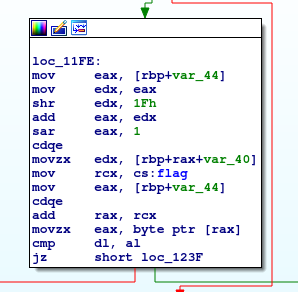 loc_11FE:
mov eax, [rbp+var_44]
mov edx, eax
shr edx, 1Fh
add eax, edx
sar eax, 1
cdqe
movzx edx, [rbp+rax+var_40]
mov rcx, cs:flag
mov eax, [rbp+var_44]
cdqe
add rax, rcx
movzx eax, byte ptr [rax]
cmp dl, al
jz short loc_123F